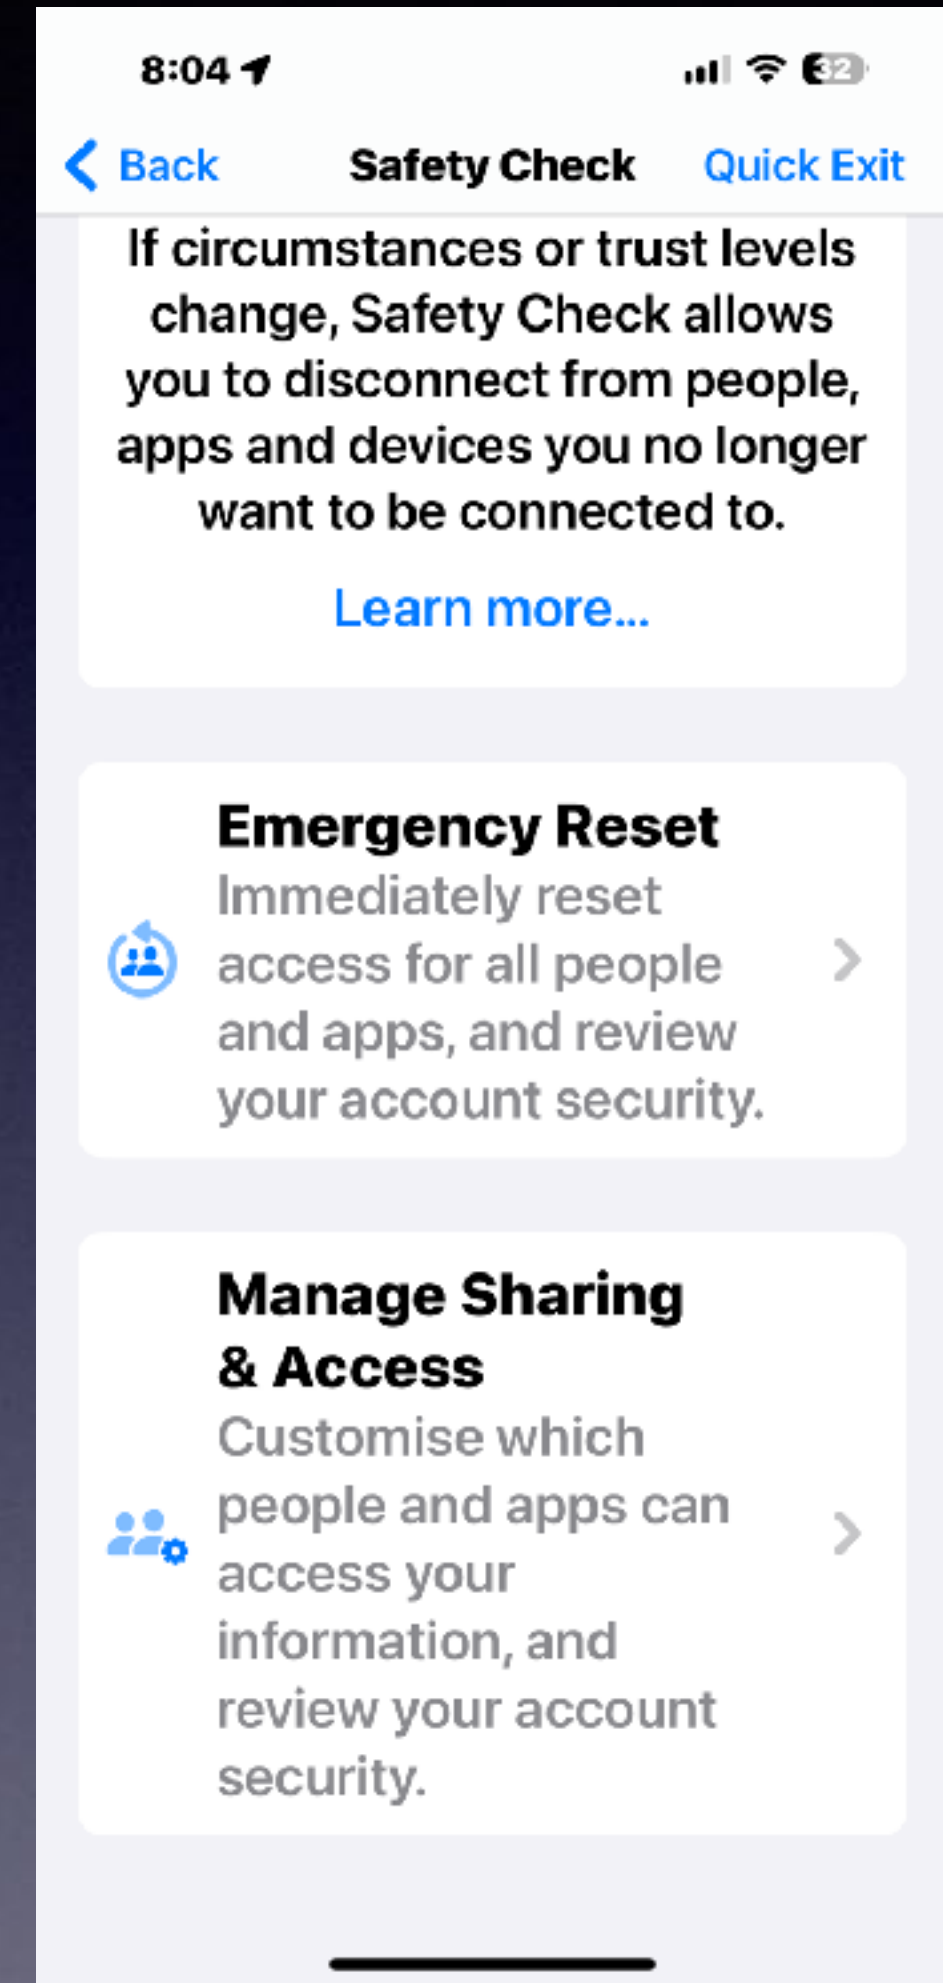 8:04
32
Back
Safety Check
Quick Exit
If circumstances or trust levels
change, Safety Check allows
you to disconnect from people,
apps and devices you no longer
want to be connected to.
Learn more...
Emergency Reset
Immediately reset
access for all people
and apps, and review
your account security.
Manage Sharing
& Access
Customise which
people and apps can
access your
information, and
review your account
security.